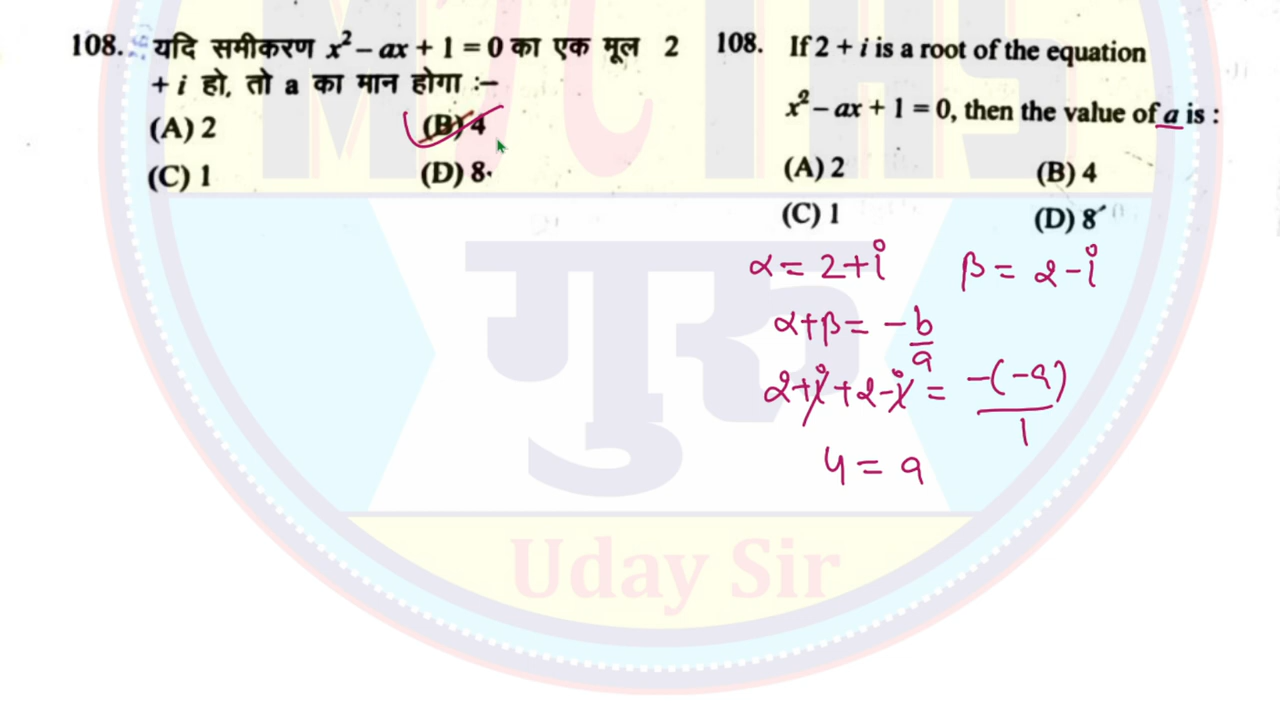 108. यदि समीकरण x² – ax + 1 = 0 का एक मूल 2
+ i हो, तो a का मान होगा :–
(A) 2 (B) 4
(C) 1 (D) 8
108. If 2 + i is a root of the equation
x² – ax + 1 = 0, then the value of a is :
(A) 2 (B) 4
(C) 1 (D) 8
α = 2+i β = 2-i
α+β = -b/a
2+i+2-i = -(-a)/1
4 = a
MATHS
गुरु
Uday Sir